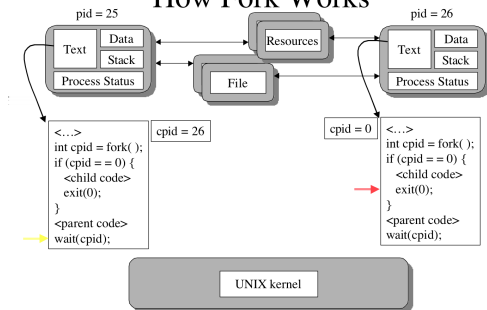 How Fork Works
pid = 25
pid = 26
Text
Data
Stack
Process Status
Resources
File
Text
Data
Stack
Process Status
cpid = 26
<...>
int cpid = fork( );
if (cpid == 0) {
<child code>
exit(0);
}
<parent code>
wait(cpid);
cpid = 0
<...>
int cpid = fork( );
if (cpid == 0) {
<child code>
exit(0);
}
<parent code>
wait(cpid);
UNIX kernel